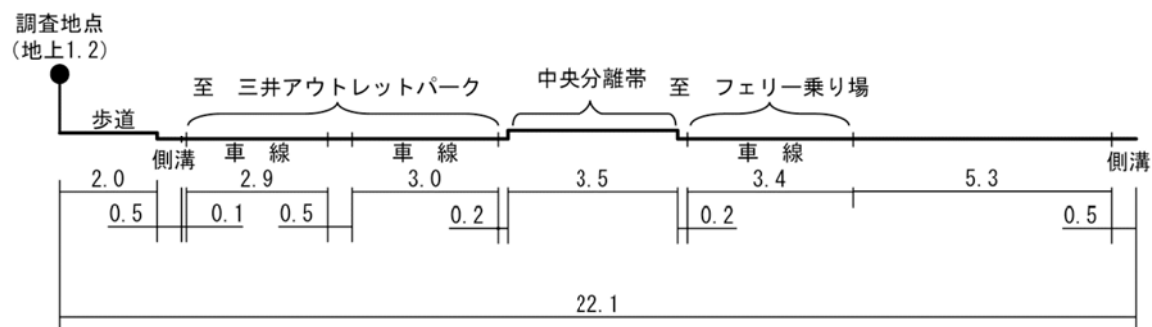 調査地点
(地上1.2)
至 三井アウトレットパーク
中央分離帯
至 フェリー乗り場
歩道
側溝
車 線
車 線
車 線
側溝
2.0
2.9
3.0
3.5
3.4
5.3
0.5
0.1
0.5
0.2
0.2
0.5
22.1